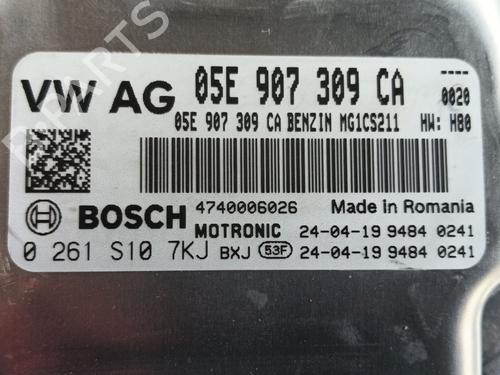 VW AG 05E 907 309 CA ----
0020
05E 907 309 CA BENZIN MG1CS211 HW: H80
BOSCH 4740006026 Made in Romania
MOTRONIC 24-04-19 9484 0241
0 261 S10 7KJ BXJ 53F 24-04-19 9484 0241